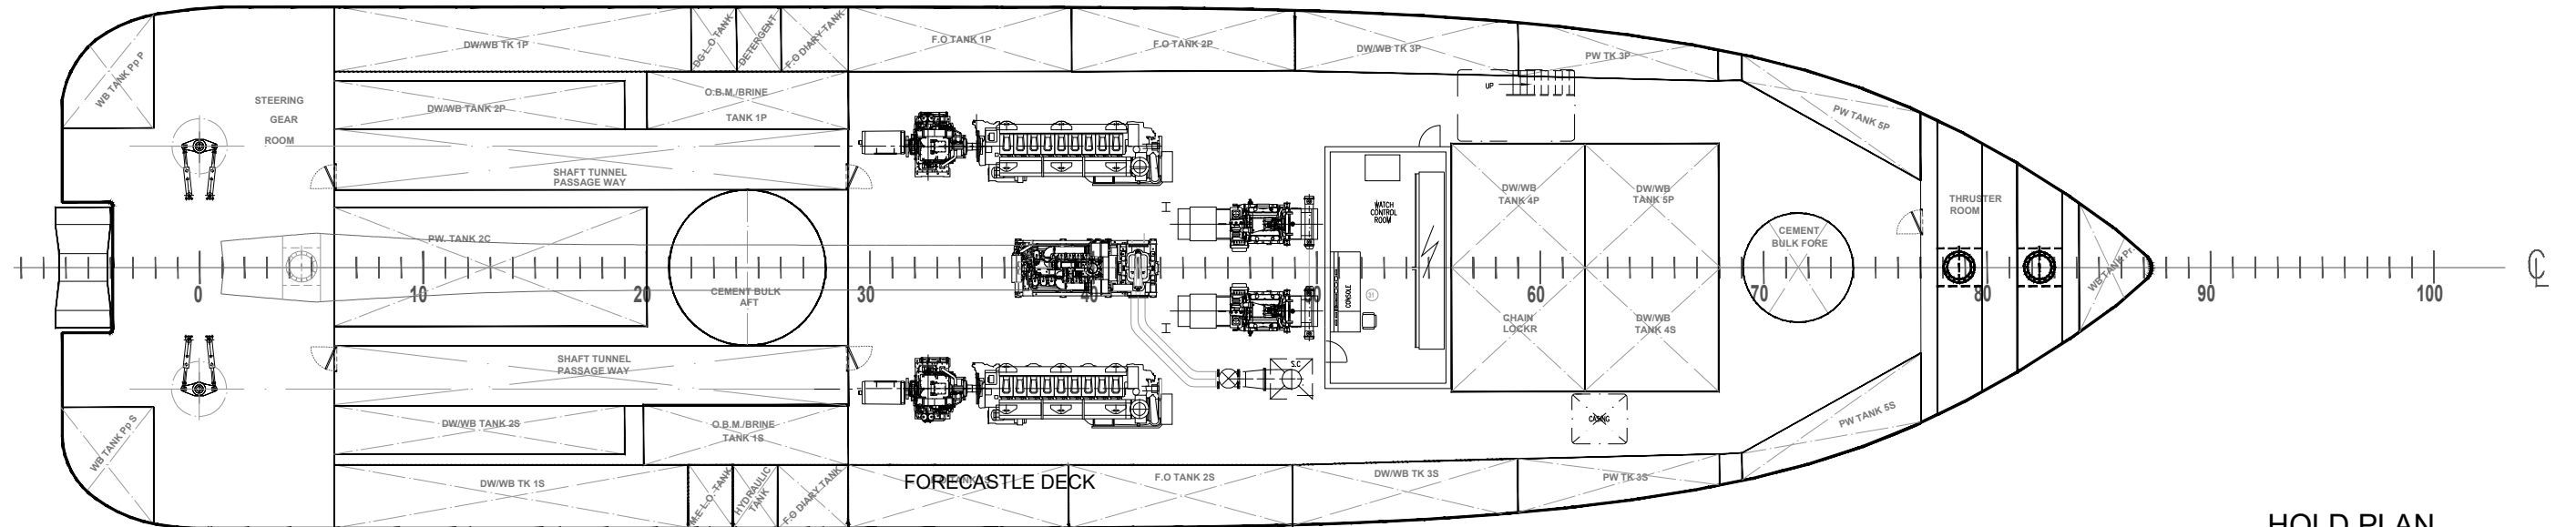 WB TANK Pp P
DW/WB TK 1P
DG L.O TANK
DETERGENT
F.O DIARY TANK
F.O TANK 1P
F.O TANK 2P
DW/WB TK 3P
PW TK 3P
PW TANK 5P
STEERING
GEAR
ROOM
DW/WB TANK 2P
O.B.M./BRINE
TANK 1P
UP
SHAFT TUNNEL
PASSAGE WAY
WATCH
CONTROL
ROOM
DW/WB
TANK 4P
DW/WB
TANK 5P
THRUSTER
ROOM
PW. TANK 2C
CEMENT
BULK FORE
WB TANK Pr
0
10
20
30
40
60
70
80
90
100
CEMENT BULK
AFT
CONSOLE
21
CHAIN
LOCKR
DW/WB
TANK 4S
SHAFT TUNNEL
PASSAGE WAY
S.C
CASING
WB TANK Pp S
DW/WB TANK 2S
O.B.M./BRINE
TANK 1S
PW TANK 5S
DW/WB TK 1S
M.E L.O. TANK
HYDRAULIC
TANK
F.O DIARY TANK
FORECASTLE DECK
F.O TANK 2S
DW/WB TK 3S
PW TK 3S
HOLD PLAN